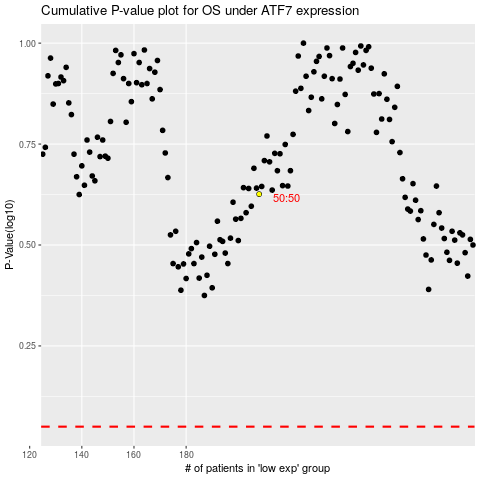 Cumulative P-value plot for OS under ATF7 expression
P-Value(log10)
1.00
0.75
0.50
0.25
50:50
120 140 160 180
# of patients in 'low exp' group